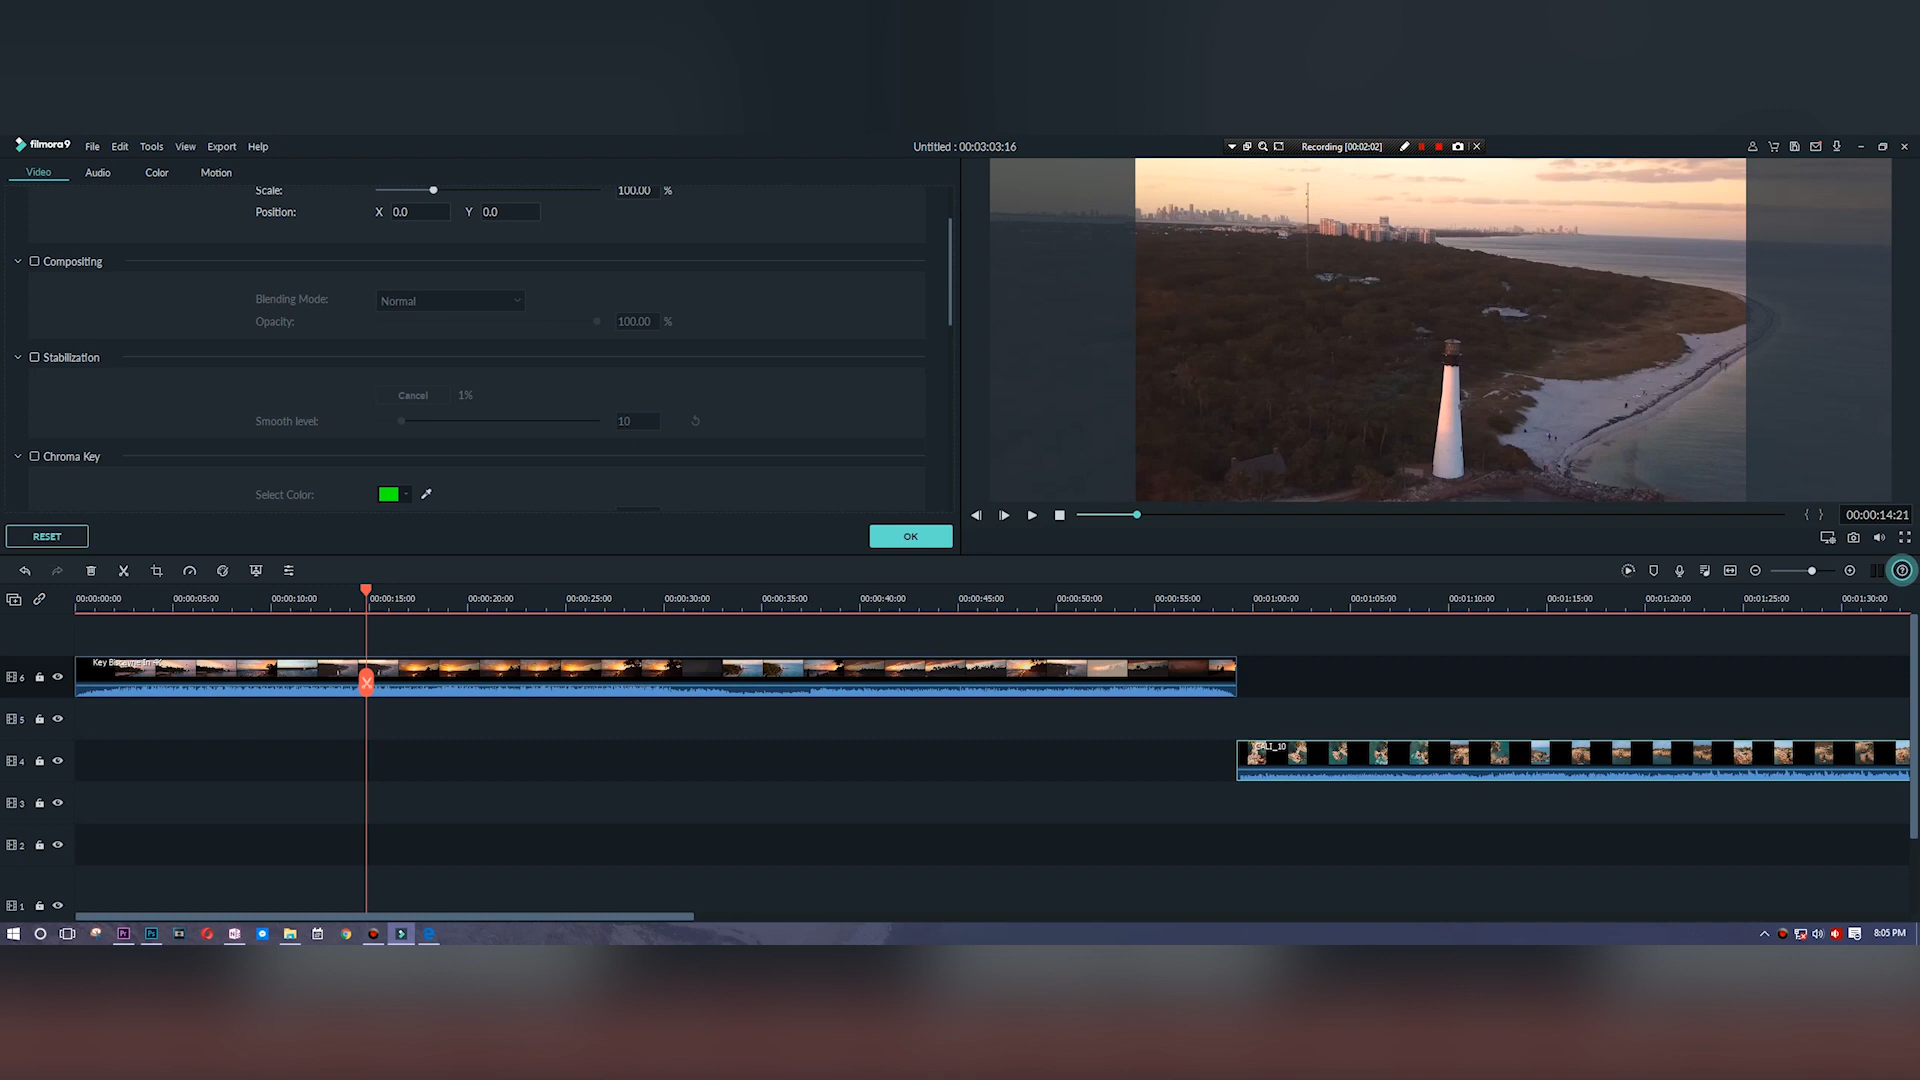 filmora9 File Edit Tools View Export Help Untitled : 00:03:03:16 Recording [00:02:02]
Video Audio Color Motion
Scale: 100.00 %
Position: X 0.0 Y 0.0
Compositing
Blending Mode: Normal
Opacity: 100.00 %
Stabilization
Cancel 1%
Smooth level: 10
Chroma Key
Select Color:
RESET OK
00:00:14:21
00:00:00:00 00:00:05:00 00:00:10:00 00:00:15:00 00:00:20:00 00:00:25:00 00:00:30:00 00:00:35:00 00:00:40:00 00:00:45:00 00:00:50:00 00:00:55:00 00:01:00:00 00:01:05:00 00:01:10:00 00:01:15:00 00:01:20:00 00:01:25:00 00:01:30:00
Key Biscayne In 4K
6
5
CALI_10
4
3
2
1
Pr Ps 8:05 PM